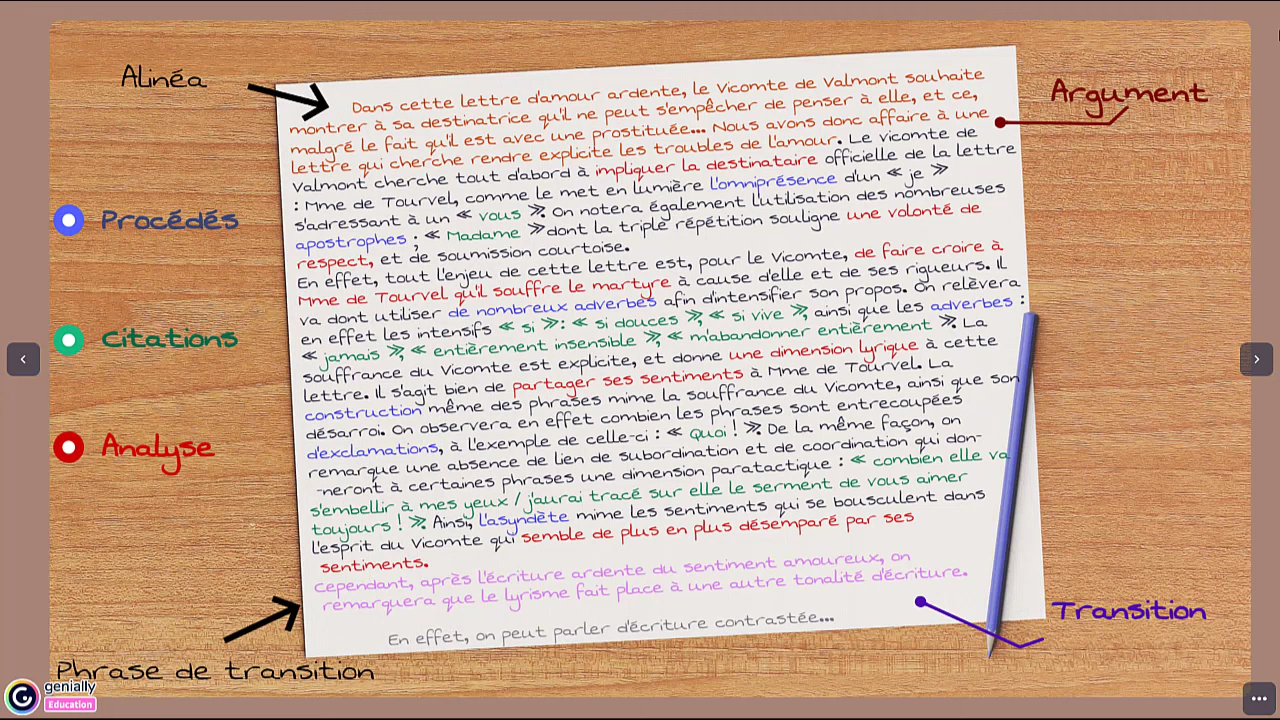 Alinéa
Dans cette lettre d'amour ardente, le Vicomte de Valmont souhaite
montrer à sa destinatrice qu'il ne peut s'empêcher de penser à elle, et ce,
malgré le fait qu'il est avec une prostituée... Nous avons donc affaire à une
lettre qui cherche rendre explicite les troubles de l'amour. Le vicomte de
Valmont cherche tout d'abord à impliquer la destinataire officielle de la lettre
: Mme de Tourvel, comme le met en lumière l'omniprésence d'un « je »
s'adressant à un « vous ». On notera également l'utilisation des nombreuses
apostrophes ; « Madame » dont la triple répétition souligne une volonté de
respect, et de soumission courtoise.
En effet, tout l'enjeu de cette lettre est, pour le Vicomte, de faire croire à
Mme de Tourvel qu'il souffre le martyre à cause d'elle et de ses rigueurs. Il
va dont utiliser de nombreux adverbes afin d'intensifier son propos. On relèvera
en effet les intensifs « si » : « si douces », « si vive », ainsi que les adverbes :
« jamais », « entièrement insensible », « m'abandonner entièrement ». La
souffrance du Vicomte est explicite, et donne une dimension lyrique à cette
lettre. Il s'agit bien de partager ses sentiments à Mme de Tourvel. La
construction même des phrases mime la souffrance du Vicomte, ainsi que son
désarroi. On observera en effet combien les phrases sont entrecoupées
d'exclamations, à l'exemple de celle-ci : « Quoi ! ». De la même façon, on
remarque une absence de lien de subordination et de coordination qui don-
-neront à certaines phrases une dimension paratactique : « combien elle va
s'embellir à mes yeux / j'aurai tracé sur elle le serment de vous aimer
toujours ! ». Ainsi, l'asyndète mime les sentiments qui se bousculent dans
l'esprit du Vicomte qui semble de plus en plus désemparé par ses
sentiments.
cependant, après l'écriture ardente du sentiment amoureux, on
remarquera que le lyrisme fait place à une autre tonalité d'écriture.
En effet, on peut parler d'écriture contrastée...
Argument
Procédés
Citations
Analyse
Transition
Phrase de transition
genially
Education